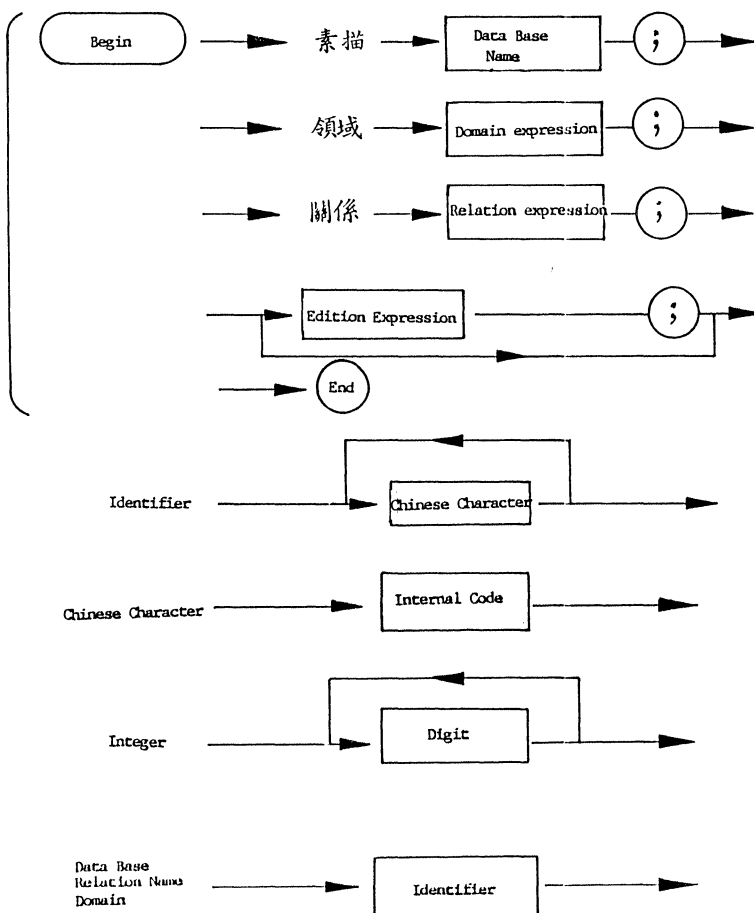 Begin 素描 Data Base Name ;
領域 Domain expression ;
關係 Relation expression ;
Edition Expression ;
End
Identifier Chinese Character
Chinese Character Internal Code
Integer Digit
Data Base
Relation Name
Domain
Identifier